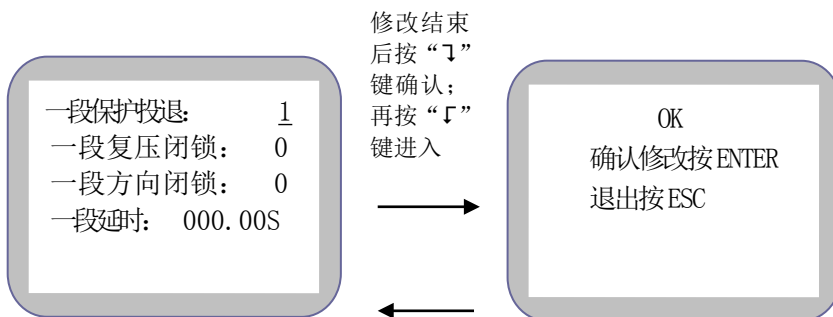 修改结束
后按“↴”
键确认；
再按“↱”
键进入
一段保护投退： 1
一段复压闭锁： 0
一段方向闭锁： 0
一段延时： 000.00S
OK
确认修改按ENTER
退出按ESC